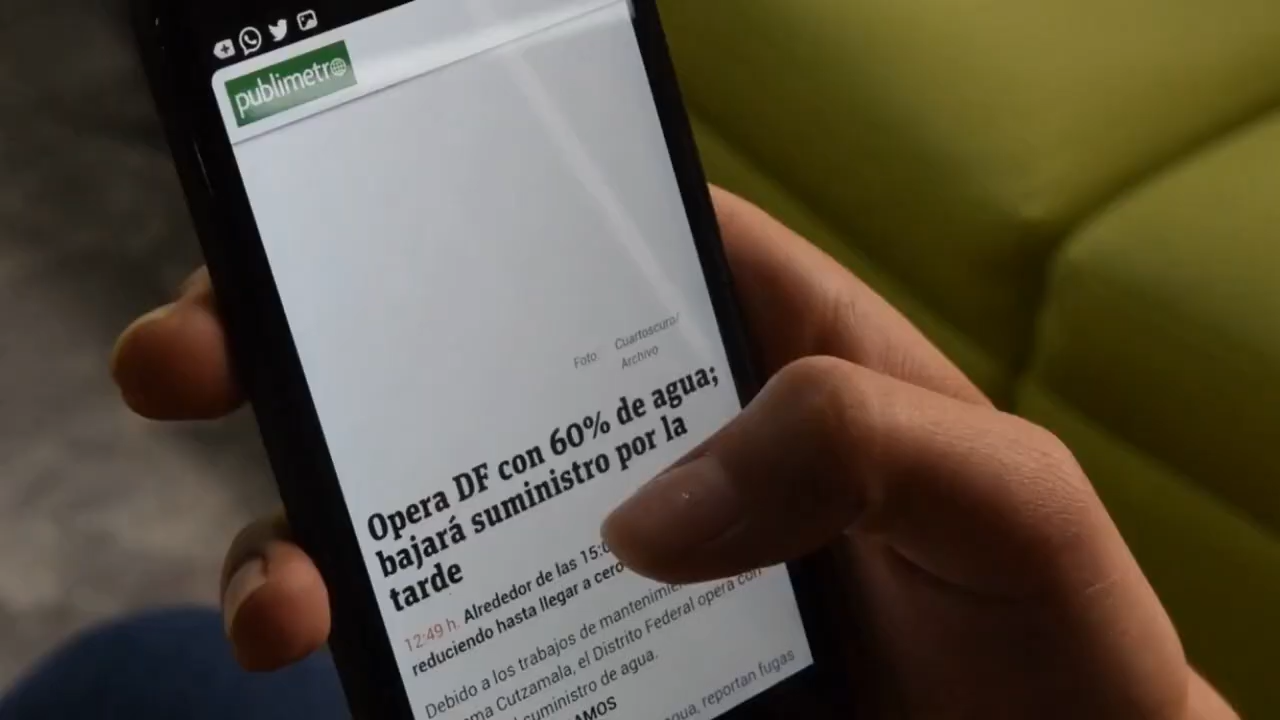 publimetro
Foto Cuartoscuro/
Archivo
Opera DF con 60% de agua;
bajará suministro por la
tarde
12:49 h. Alrededor de las 15:0
reduciendo hasta llegar a cero
Debido a los trabajos de mantenimie
ma Cutzamala, el Distrito Federal opera con
suministro de agua.
AMOS
agua, reportan fugas